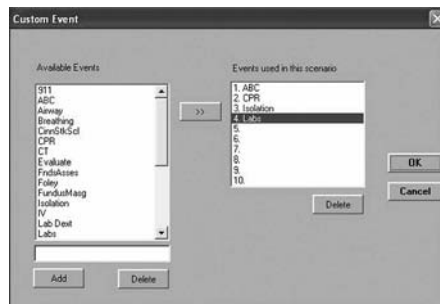 Custom Event
Available Events
911
ABC
Airway
Breathing
CinnStkScl
CPR
CT
Evaluate
FndsAsses
Foley
FundusMasg
Isolation
IV
Lab Dext
Labs
Add
Delete
>>
Events used in this scenario
1. ABC
2. CPR
3. Isolation
4. Labs
5.
6.
7.
8.
9.
10.
Delete
OK
Cancel